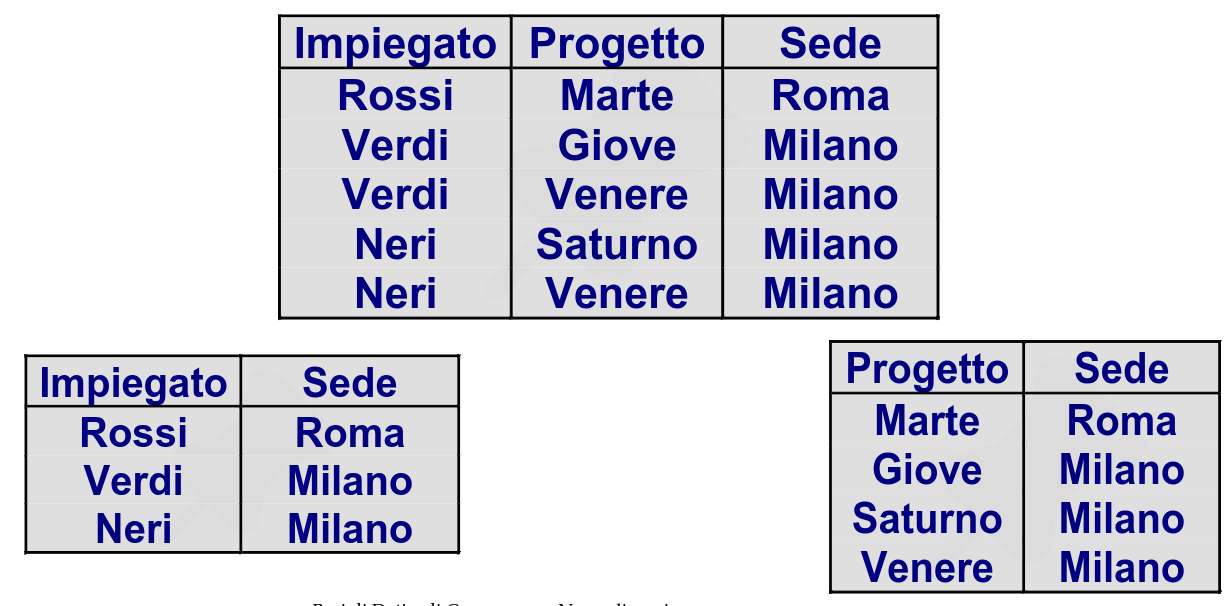 Impiegato Progetto Sede
Rossi Marte Roma
Verdi Giove Milano
Verdi Venere Milano
Neri Saturno Milano
Neri Venere Milano
Impiegato Sede
Rossi Roma
Verdi Milano
Neri Milano
Progetto Sede
Marte Roma
Giove Milano
Saturno Milano
Venere Milano